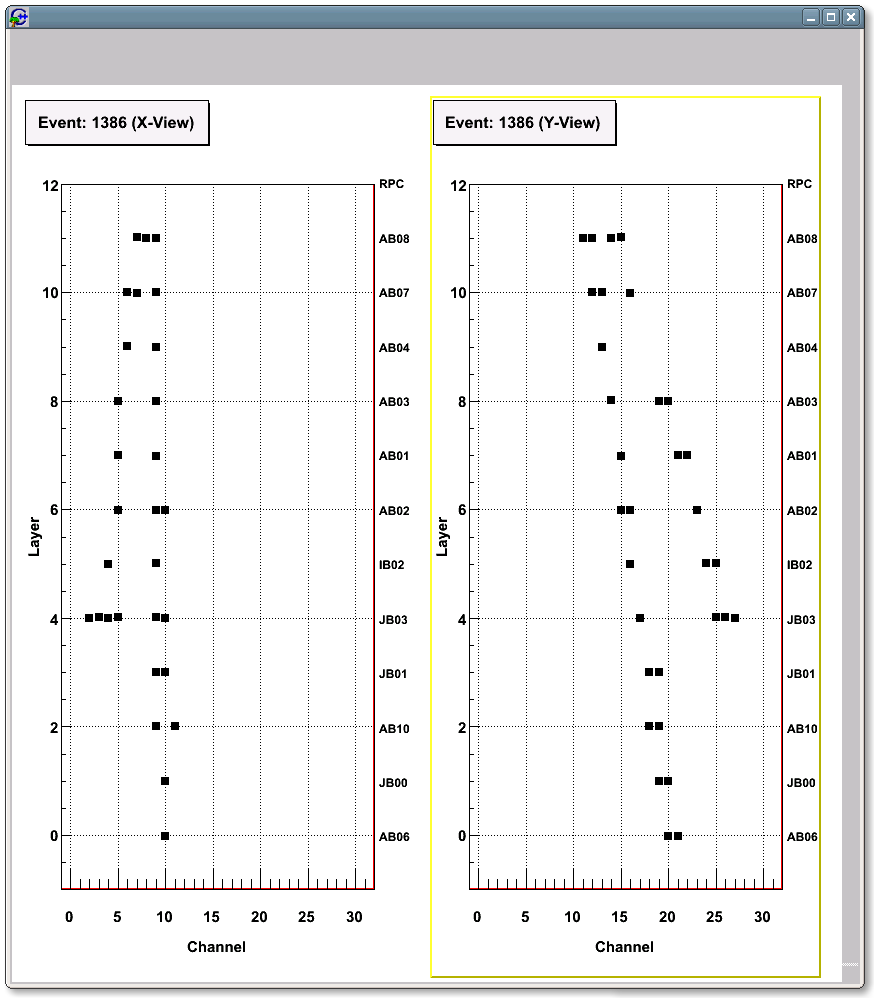 Event: 1386 (X-View)
Event: 1386 (Y-View)
12 RPC
AB08
10 AB07
AB04
8 AB03
AB01
6 AB02
Layer
IB02
4 JB03
JB01
2 AB10
JB00
0 AB06
0 5 10 15 20 25 30
Channel
12 RPC
AB08
10 AB07
AB04
8 AB03
AB01
6 AB02
Layer
IB02
4 JB03
JB01
2 AB10
JB00
0 AB06
0 5 10 15 20 25 30
Channel